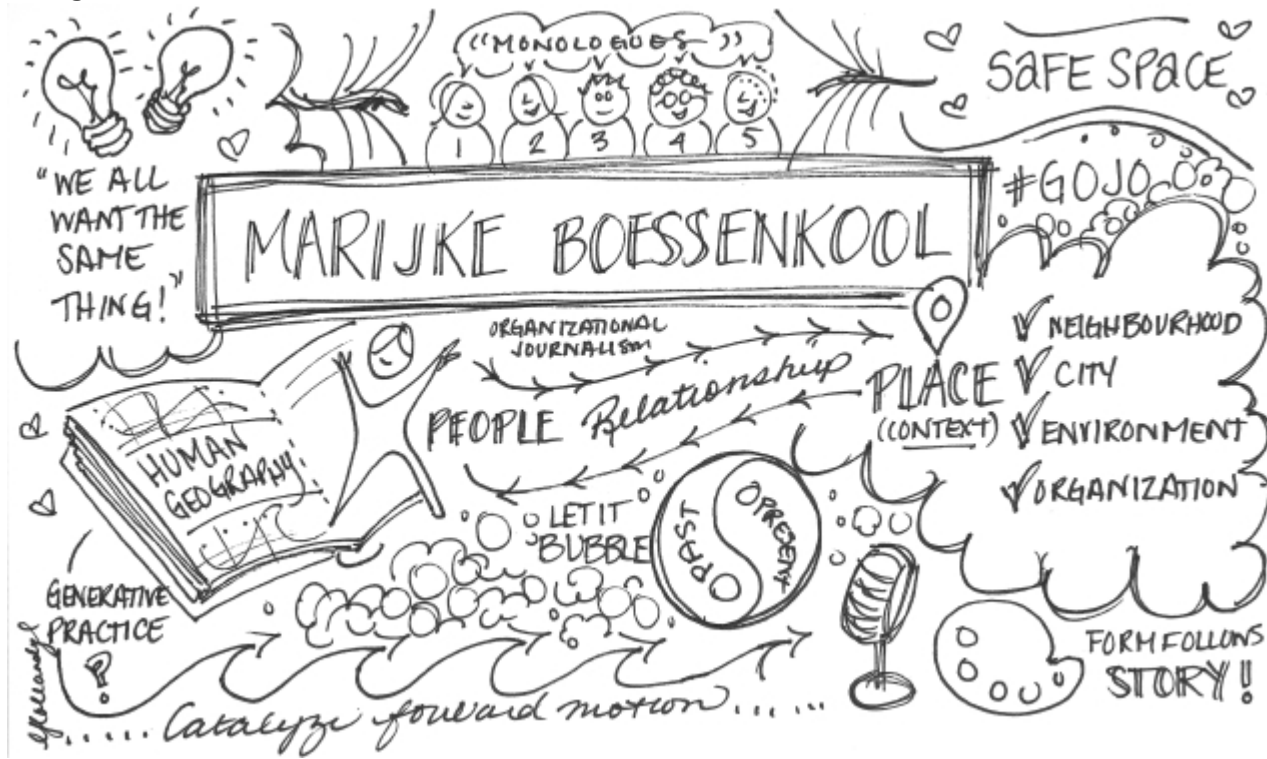 "MONOLOGUES"
1 2 3 4 5
SAFE SPACE
"WE ALL
WANT THE
SAME
THING!"
MARIJKE BOESSENKOOL
#GOJO
ORGANIZATIONAL
JOURNALISM
PEOPLE Relationship PLACE
(CONTEXT)
NEIGHBOURHOOD
CITY
ENVIRONMENT
ORGANIZATION
HUMAN
GEOGRAPHY
LET IT
BUBBLE
PAST
PRESENT
GENERATIVE
PRACTICE
?
FORM FOLLOWS
STORY!
..... Catalyze forward motion ......